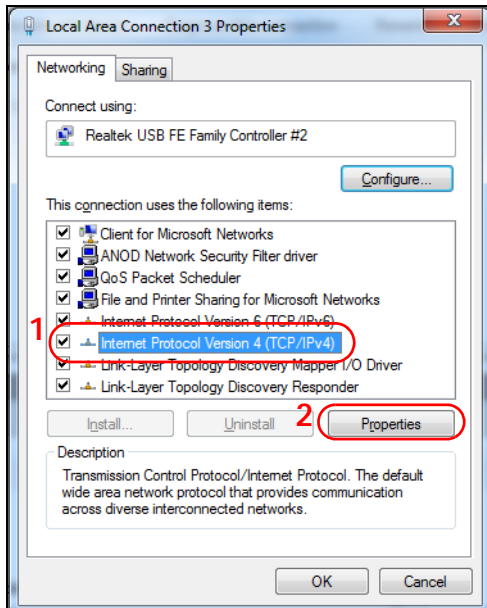 Local Area Connection 3 Properties
Networking Sharing
Connect using:
Realtek USB FE Family Controller #2
Configure...
This connection uses the following items:
Client for Microsoft Networks
ANOD Network Security Filter driver
QoS Packet Scheduler
File and Printer Sharing for Microsoft Networks
Internet Protocol Version 6 (TCP/IPv6)
1
Internet Protocol Version 4 (TCP/IPv4)
Link-Layer Topology Discovery Mapper I/O Driver
Link-Layer Topology Discovery Responder
Install... Uninstall 2 Properties
Description
Transmission Control Protocol/Internet Protocol. The default
wide area network protocol that provides communication
across diverse interconnected networks.
OK Cancel